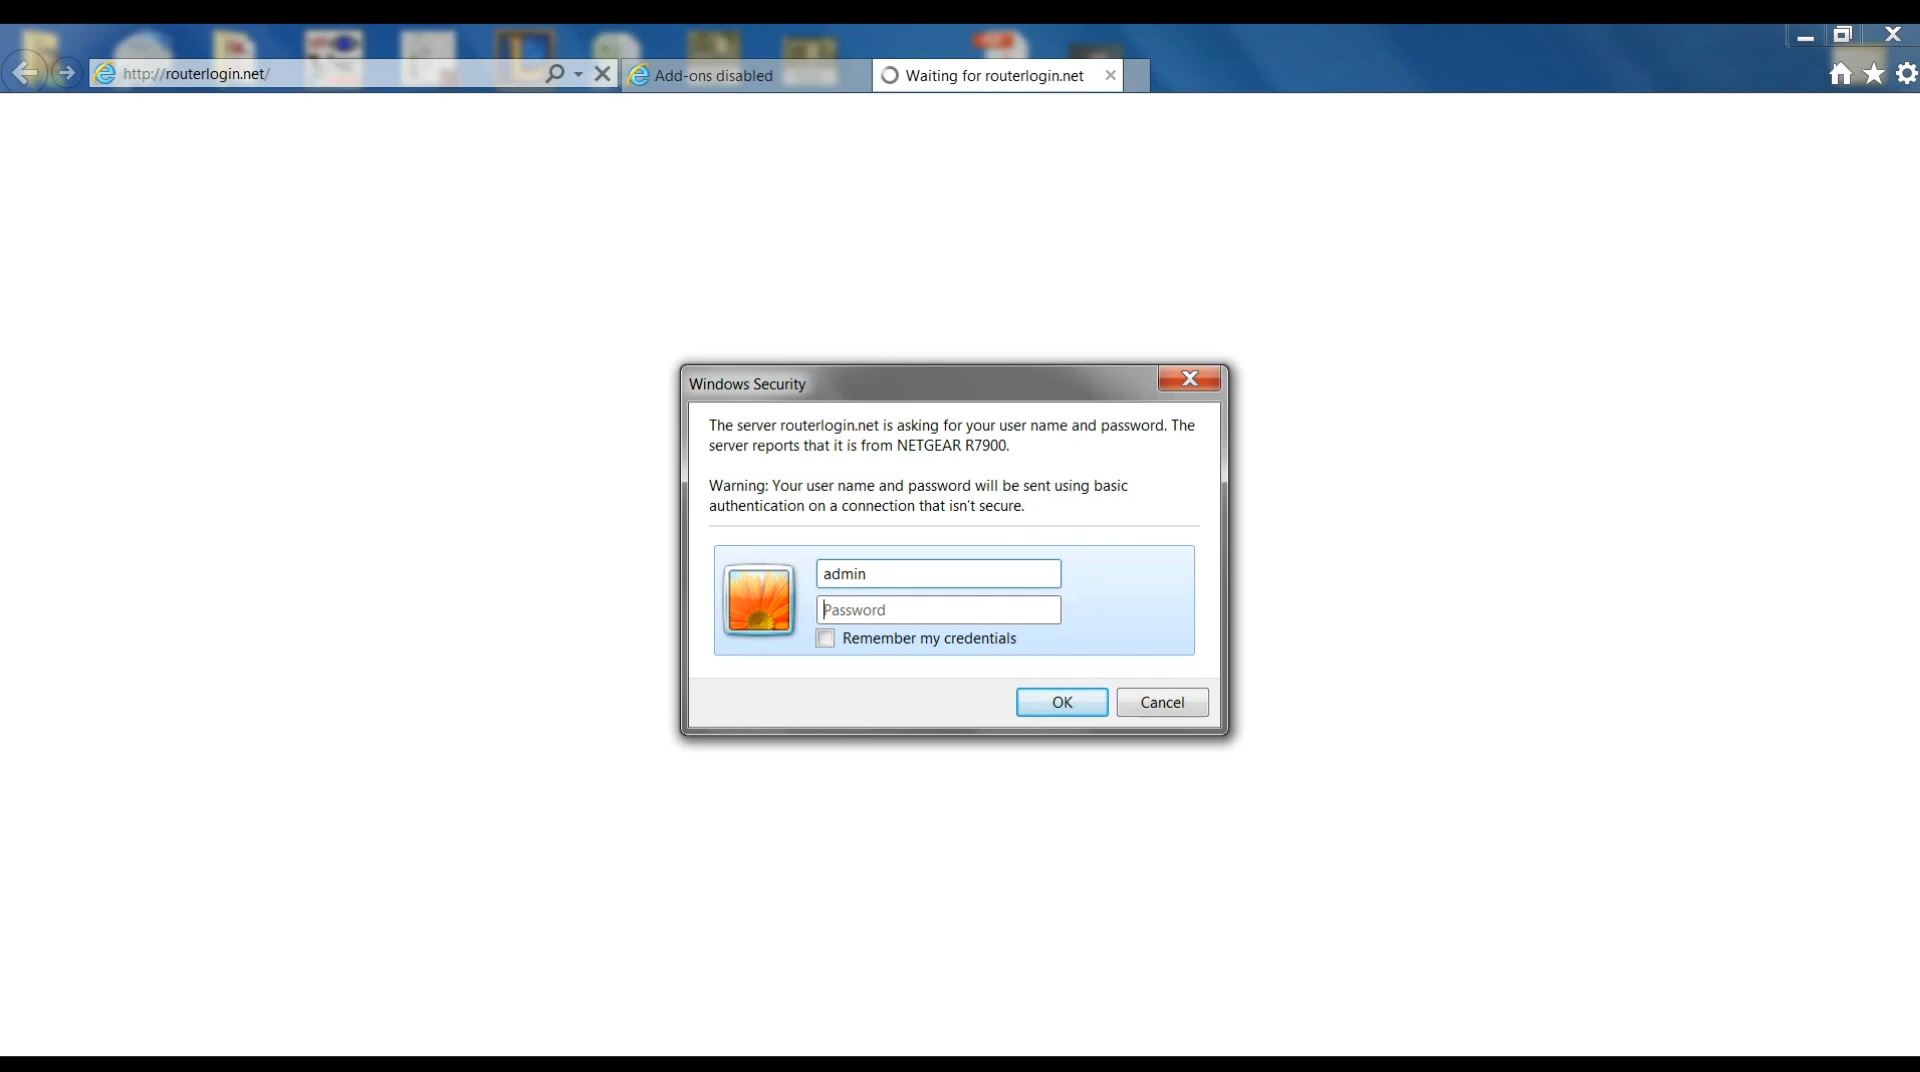 http://routerlogin.net/
Add-ons disabled
Waiting for routerlogin.net
Windows Security
The server routerlogin.net is asking for your user name and password. The
server reports that it is from NETGEAR R7900.
Warning: Your user name and password will be sent using basic
authentication on a connection that isn't secure.
admin
Password
Remember my credentials
OK
Cancel